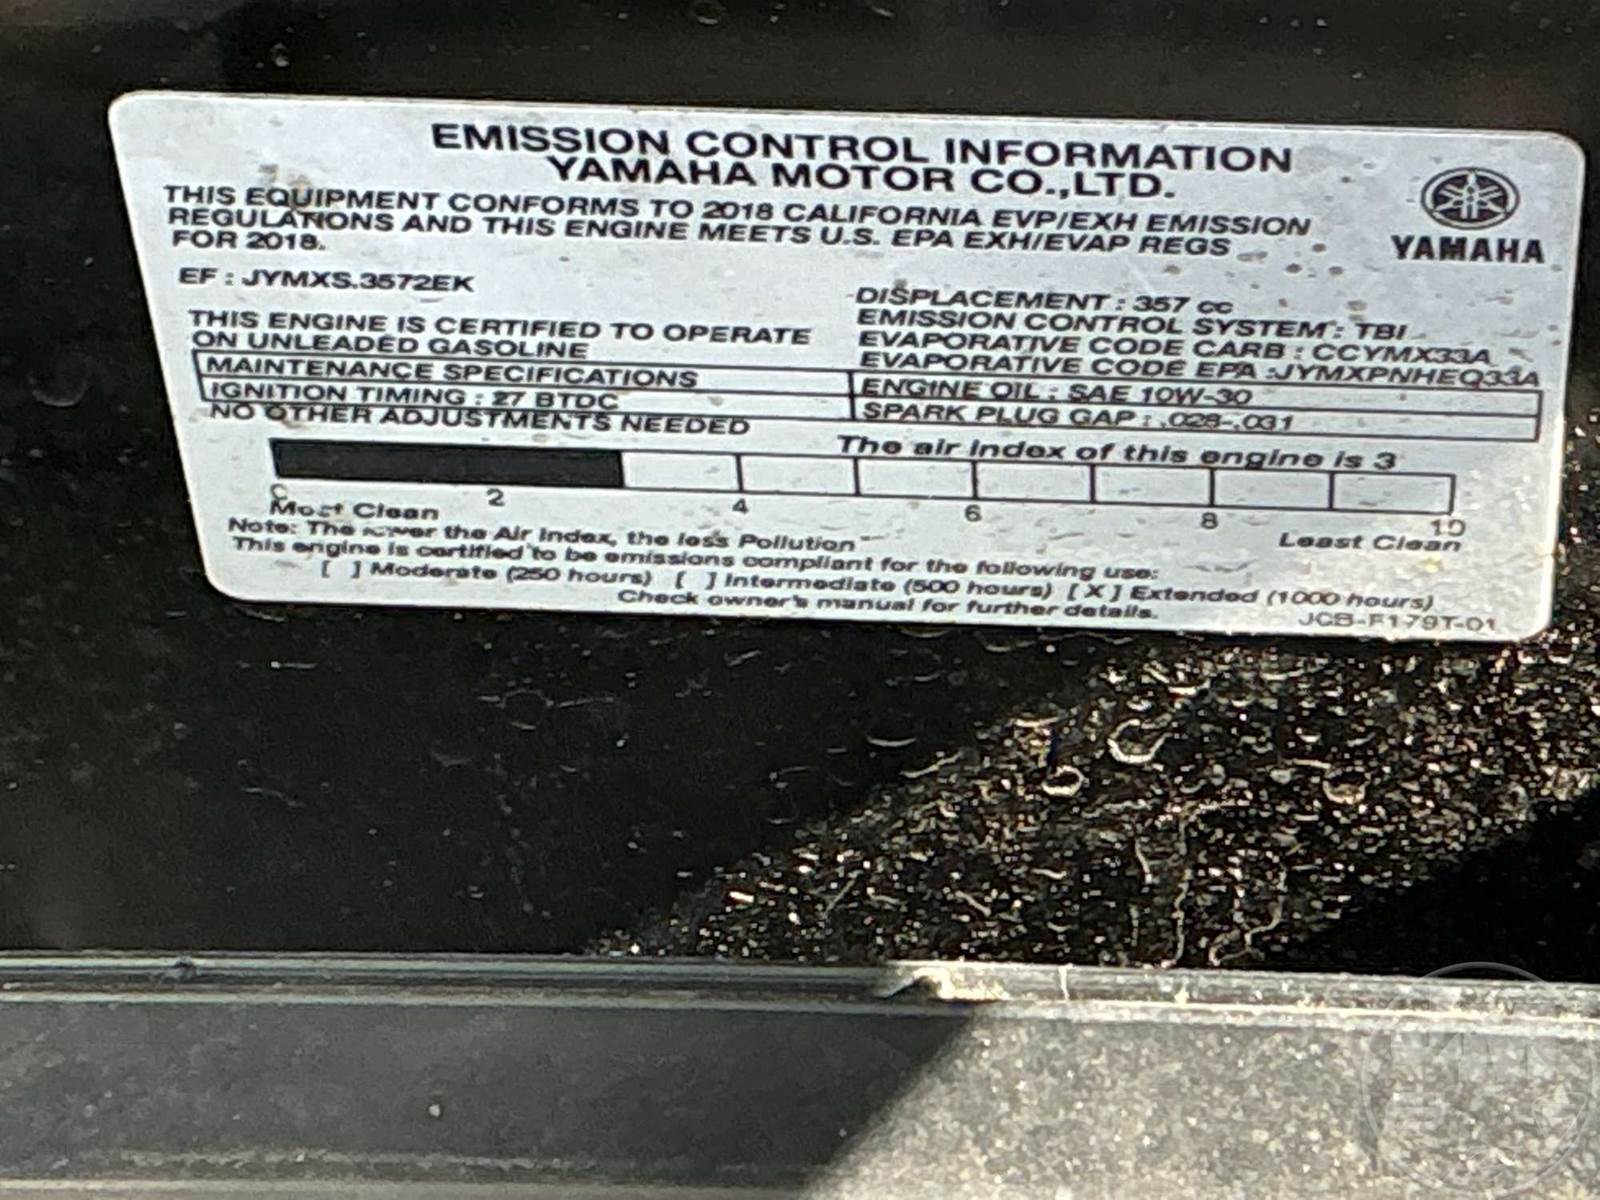 EMISSION CONTROL INFORMATION
YAMAHA MOTOR CO.,LTD.
YAMAHA
THIS EQUIPMENT CONFORMS TO 2018 CALIFORNIA EVP/EXH EMISSION
REGULATIONS AND THIS ENGINE MEETS U.S. EPA EXH/EVAP REGS
FOR 2018.
EF : JYMXS.3572EK
THIS ENGINE IS CERTIFIED TO OPERATE
ON UNLEADED GASOLINE
DISPLACEMENT : 357 cc
EMISSION CONTROL SYSTEM : TBI
EVAPORATIVE CODE CARB : CCYMX33A
EVAPORATIVE CODE EPA :JYMXPNHEQ33A
MAINTENANCE SPECIFICATIONS
IGNITION TIMING : 27 BTDC
ENGINE OIL : SAE 10W-30
SPARK PLUG GAP : .028-.031
NO OTHER ADJUSTMENTS NEEDED
The air index of this engine is 3
2 4 6 8 10
Most Clean Least Clean
Note: The lower the Air Index, the less Pollution
This engine is certified to be emissions compliant for the following use:
[ ] Moderate (250 hours) [ ] Intermediate (500 hours) [ X ] Extended (1000 hours)
Check owner's manual for further details.
JCB-F179T-01